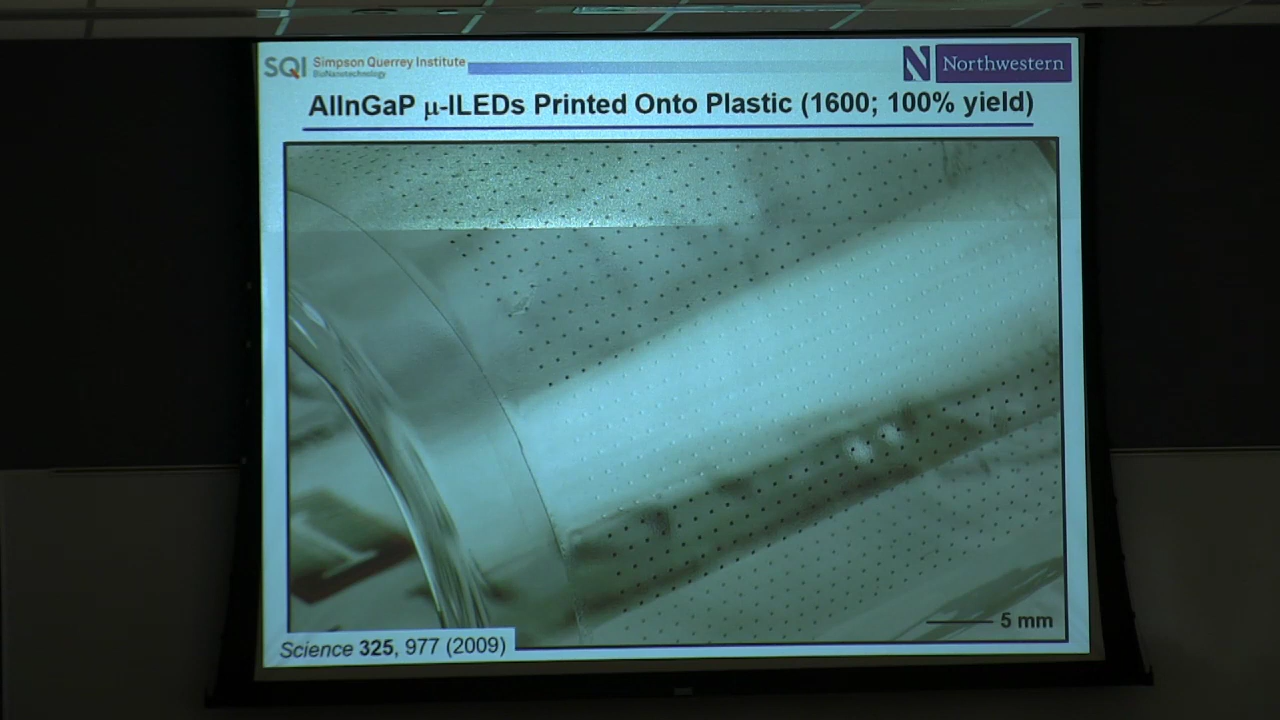 SQI Simpson Querrey Institute
BioNanotechnology
N Northwestern
AlInGaP μ-ILEDs Printed Onto Plastic (1600; 100% yield)
5 mm
Science 325, 977 (2009)